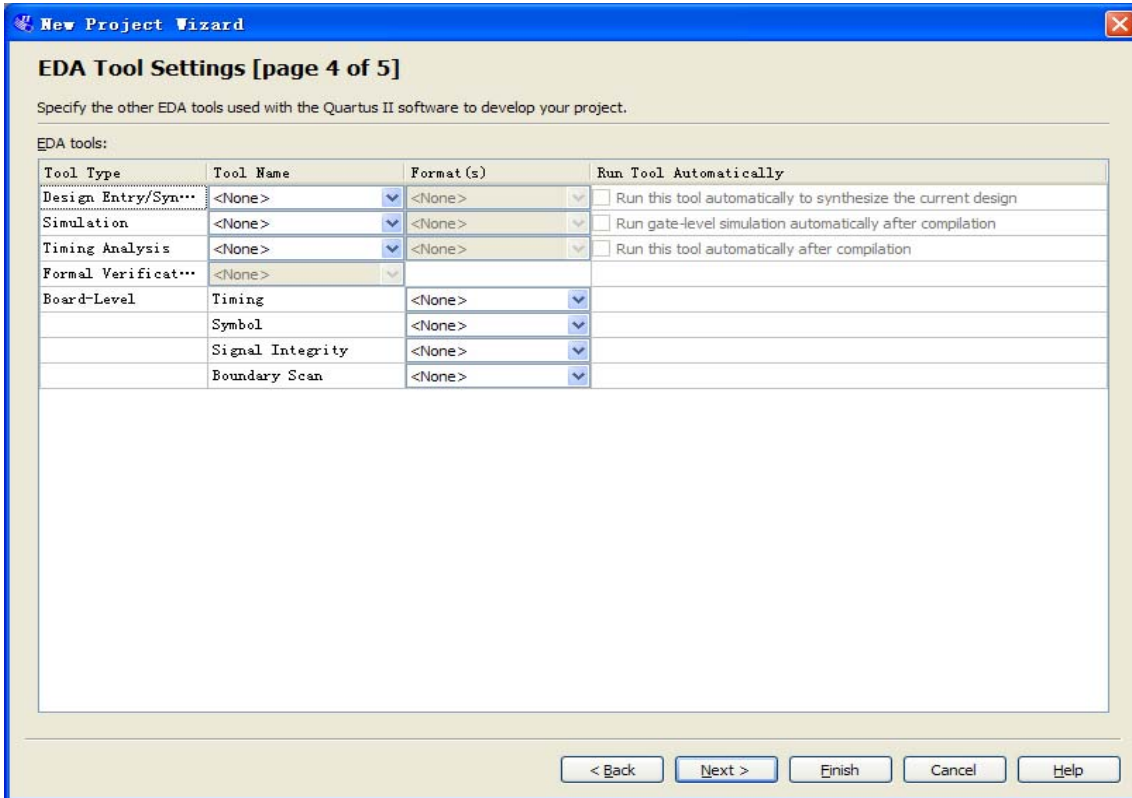 New Project Wizard
EDA Tool Settings [page 4 of 5]
Specify the other EDA tools used with the Quartus II software to develop your project.
EDA tools:
Tool Type Tool Name Format(s) Run Tool Automatically
Design Entry/Syn... <None> <None> Run this tool automatically to synthesize the current design
Simulation <None> <None> Run gate-level simulation automatically after compilation
Timing Analysis <None> <None> Run this tool automatically after compilation
Formal Verificat... <None>
Board-Level Timing <None>
Symbol <None>
Signal Integrity <None>
Boundary Scan <None>
< Back Next > Finish Cancel Help